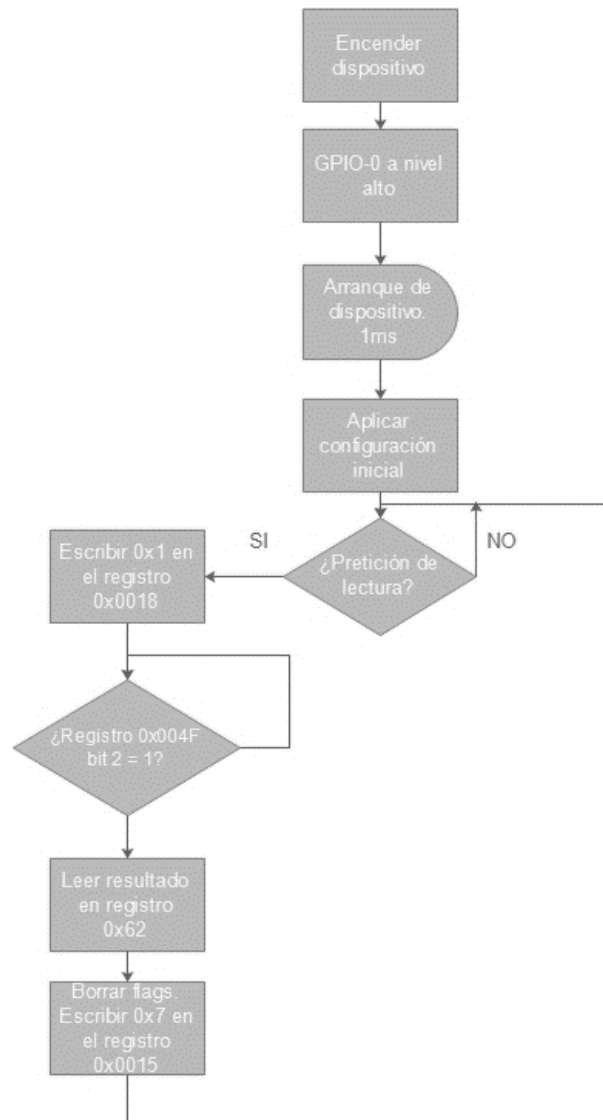 Encender
dispositivo
GPIO-0 a nivel
alto
Arranque de
dispositivo.
1ms
Aplicar
configuración
inicial
¿Pretición de
lectura?
SI
NO
Escribir 0x1 en
el registro
0x0018
¿Registro 0x004F
bit 2 = 1?
Leer resultado
en registro
0x62
Borrar flags.
Escribir 0x7 en
el registro
0x0015